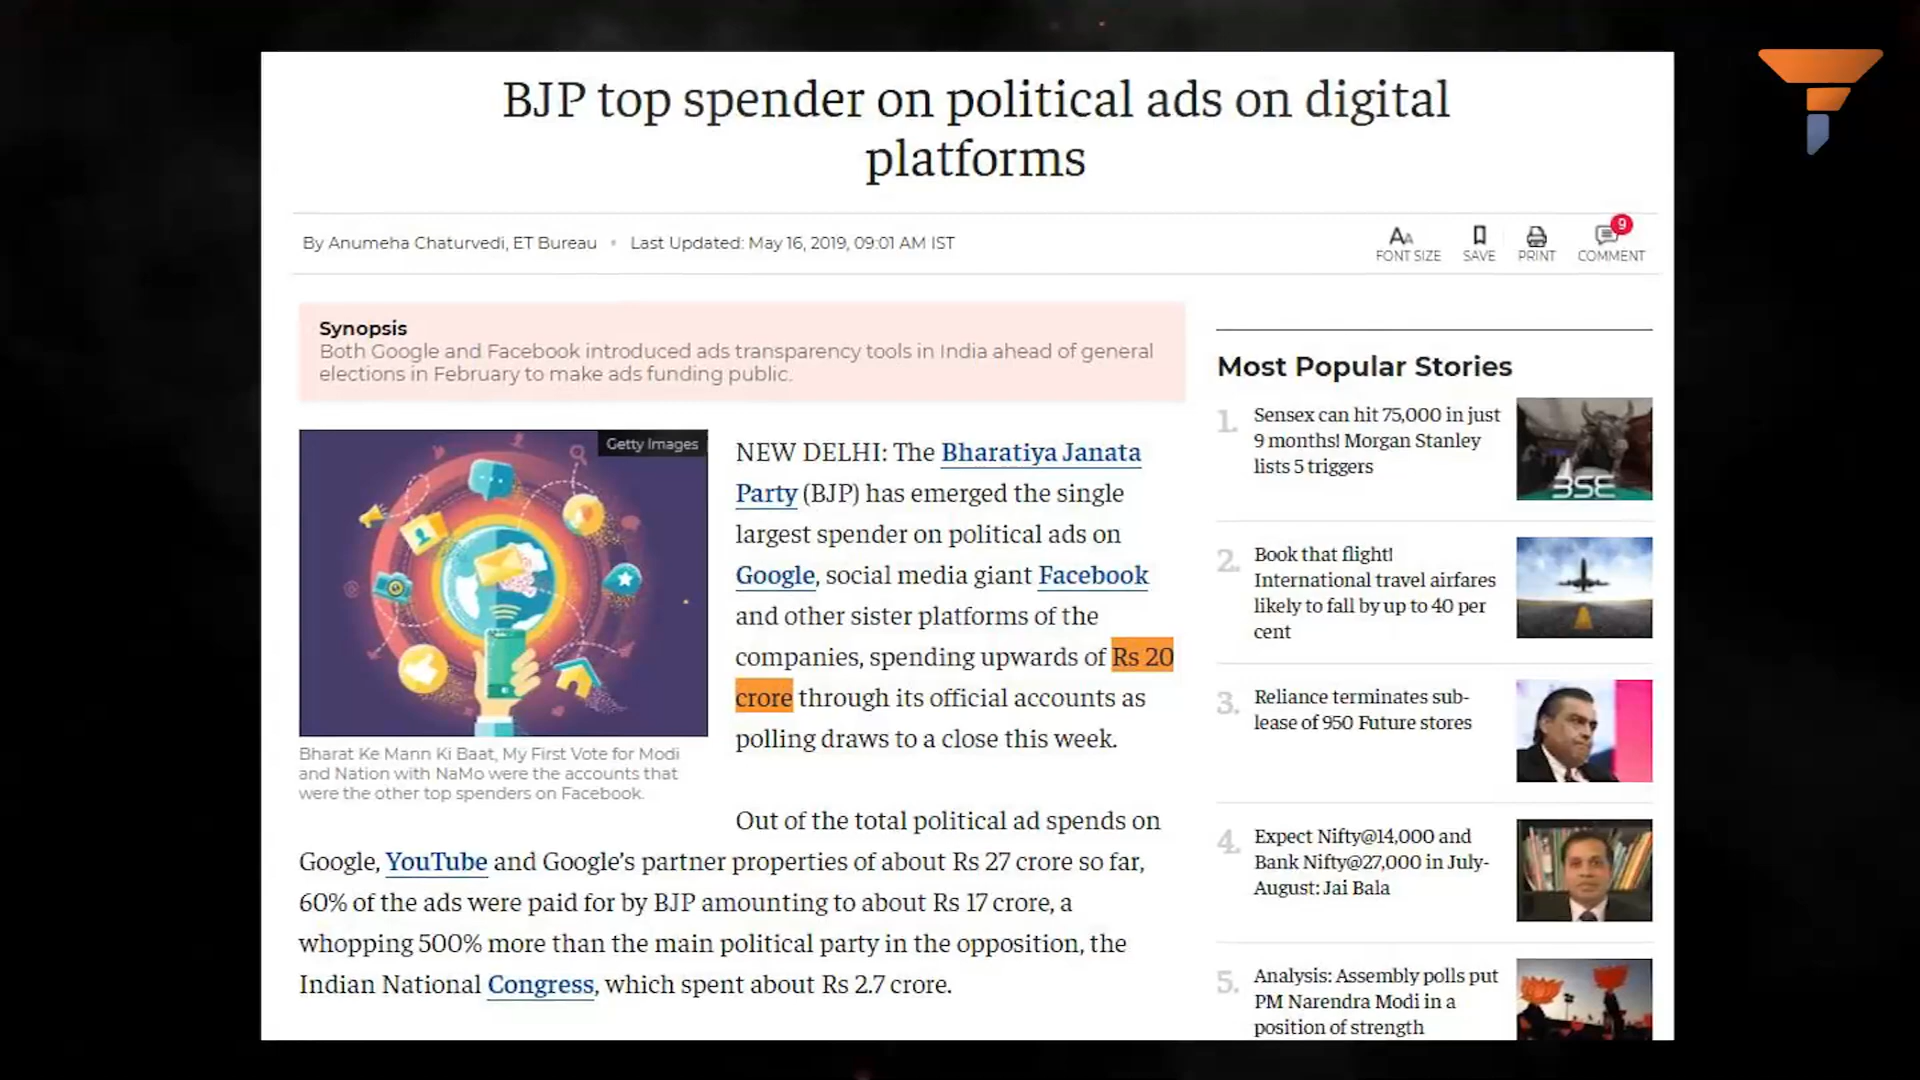 BJP top spender on political ads on digital
platforms
By Anumeha Chaturvedi, ET Bureau • Last Updated: May 16, 2019, 09:01 AM IST
AA
FONT SIZE
SAVE
PRINT
9
COMMENT
Synopsis
Both Google and Facebook introduced ads transparency tools in India ahead of general
elections in February to make ads funding public.
Getty Images
Bharat Ke Mann Ki Baat, My First Vote for Modi
and Nation with NaMo were the accounts that
were the other top spenders on Facebook.
NEW DELHI: The Bharatiya Janata
Party (BJP) has emerged the single
largest spender on political ads on
Google, social media giant Facebook
and other sister platforms of the
companies, spending upwards of Rs 20
crore through its official accounts as
polling draws to a close this week.
Out of the total political ad spends on
Google, YouTube and Google's partner properties of about Rs 27 crore so far,
60% of the ads were paid for by BJP amounting to about Rs 17 crore, a
whopping 500% more than the main political party in the opposition, the
Indian National Congress, which spent about Rs 2.7 crore.
Most Popular Stories
1. Sensex can hit 75,000 in just
9 months! Morgan Stanley
lists 5 triggers
BSE
2. Book that flight!
International travel airfares
likely to fall by up to 40 per
cent
3. Reliance terminates sub-
lease of 950 Future stores
4. Expect Nifty@14,000 and
Bank Nifty@27,000 in July-
August: Jai Bala
5. Analysis: Assembly polls put
PM Narendra Modi in a
position of strength